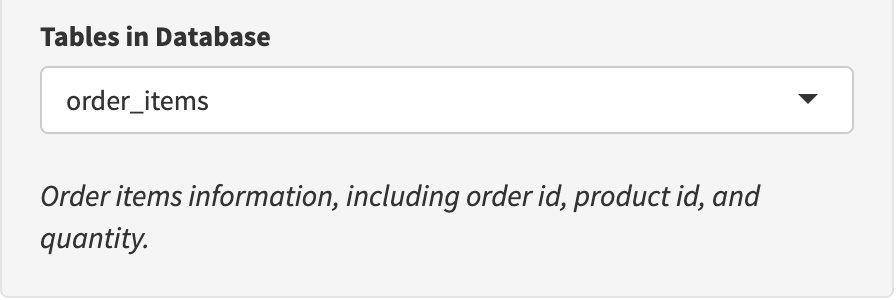 Tables in Database
order_items
Order items information, including order id, product id, and
quantity.